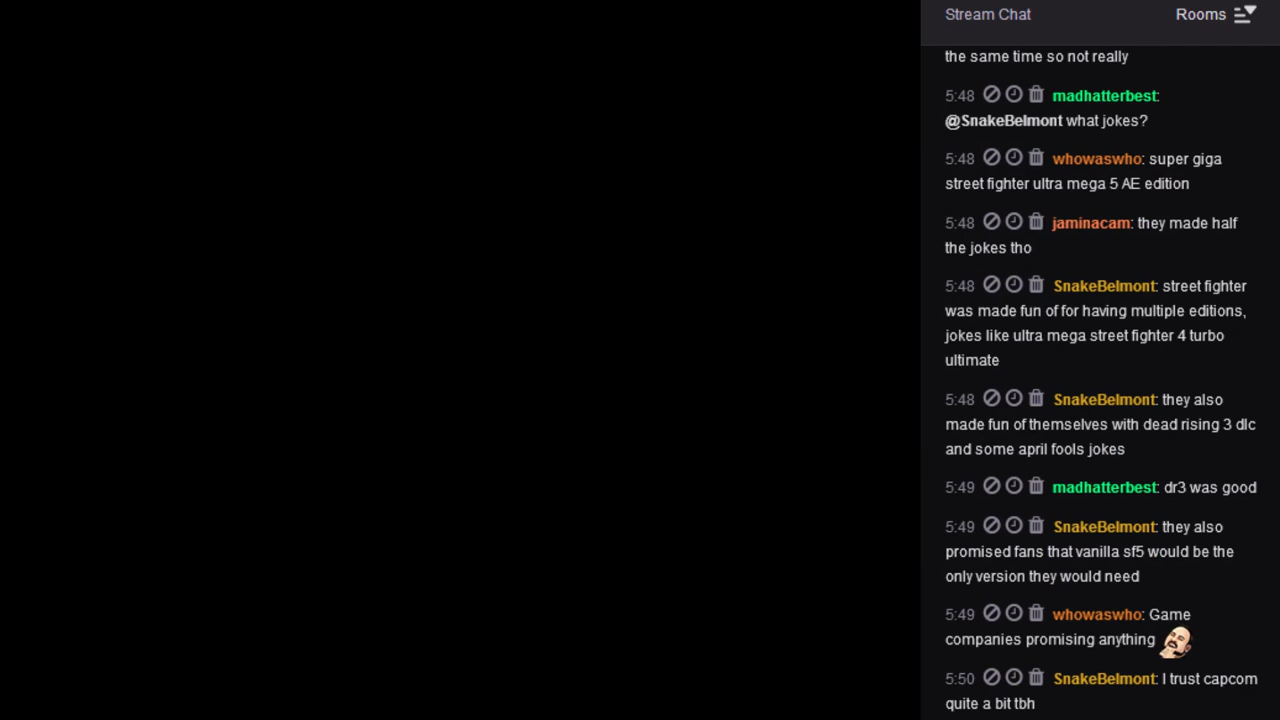 Stream Chat
Rooms
the same time so not really
5:48 madhatterbest:
@SnakeBelmont what jokes?
5:48 whowaswho: super giga
street fighter ultra mega 5 AE edition
5:48 jaminacam: they made half
the jokes tho
5:48 SnakeBelmont: street fighter
was made fun of for having multiple editions,
jokes like ultra mega street fighter 4 turbo
ultimate
5:48 SnakeBelmont: they also
made fun of themselves with dead rising 3 dlc
and some april fools jokes
5:49 madhatterbest: dr3 was good
5:49 SnakeBelmont: they also
promised fans that vanilla sf5 would be the
only version they would need
5:49 whowaswho: Game
companies promising anything
5:50 SnakeBelmont: I trust capcom
quite a bit tbh